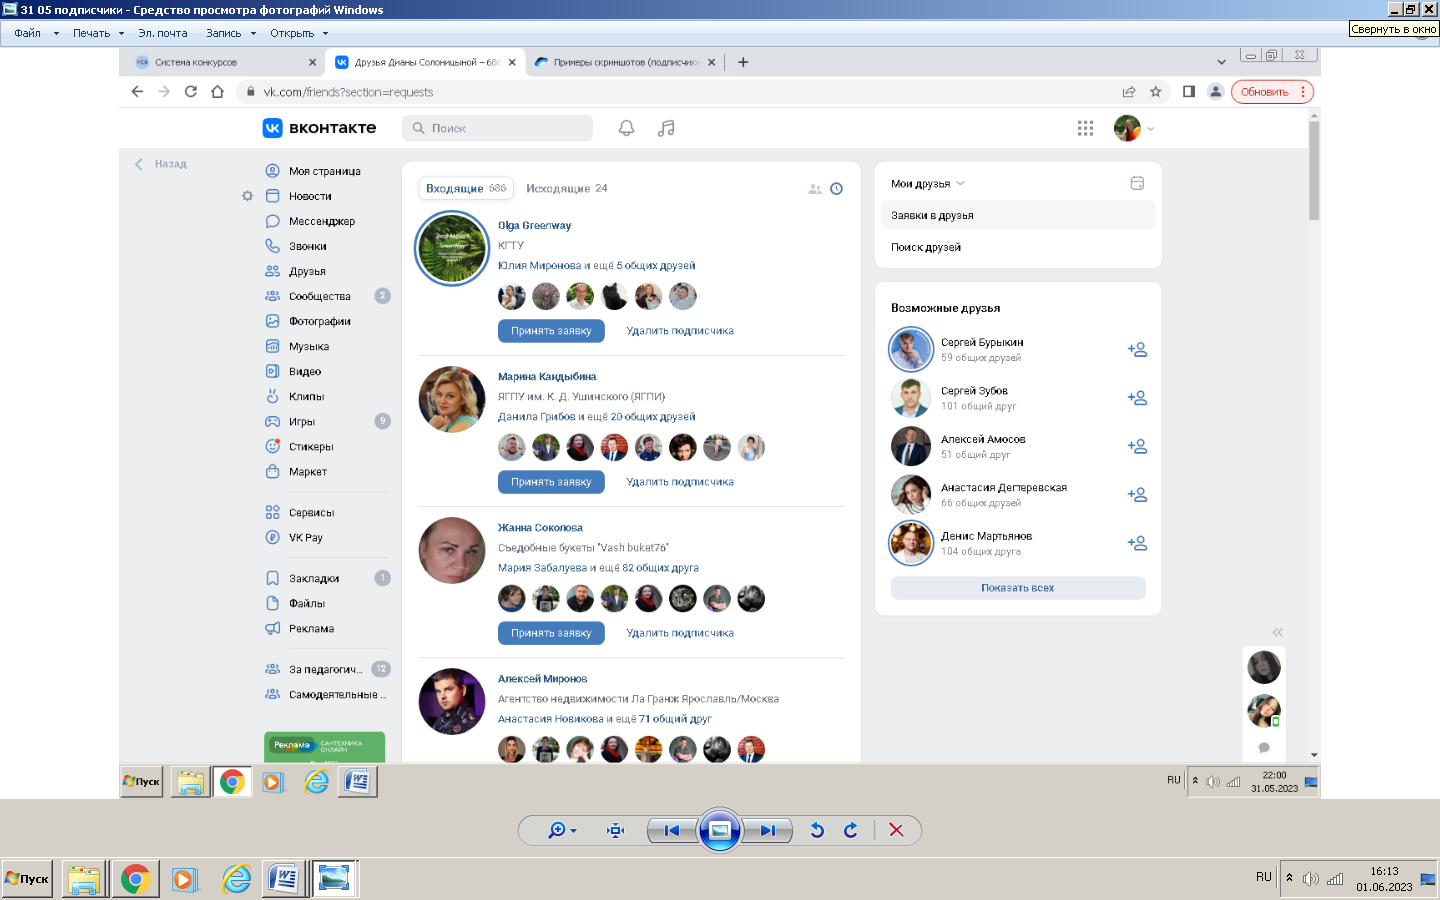 31 05 подписчики - Средство просмотра фотографий Windows
Файл Печать Эл. почта Запись Открыть
Свернуть в окно
Система конкурсов
Друзья Дианы Солоницыной – 686
Примеры скриншотов (подписчики
vk.com/friends?section=requests
Обновить
вконтакте
Поиск
Назад
Моя страница
Новости
Мессенджер
Звонки
Друзья
Сообщества 2
Фотографии
Музыка
Видео
Клипы
Игры 9
Стикеры
Маркет
Сервисы
VK Pay
Закладки 1
Файлы
Реклама
За педагогич... 12
Самодеятельные ..
Реклама
САНТЕХНИКА
ОНЛАЙН
Входящие 686 Исходящие 24
Olga Greenway
КГТУ
Юлия Миронова и ещё 5 общих друзей
Принять заявку Удалить подписчика
Марина Кандыбина
ЯГПУ им. К. Д. Ушинского (ЯГПИ)
Данила Грибов и ещё 20 общих друзей
Принять заявку Удалить подписчика
Жанна Соколова
Съедобные букеты "Vash buket76"
Мария Забалуева и ещё 82 общих друга
Принять заявку Удалить подписчика
Алексей Миронов
Агентство недвижимости Ла Гранж Ярославль/Москва
Анастасия Новикова и ещё 71 общий друг
Мои друзья
Заявки в друзья
Поиск друзей
Возможные друзья
Сергей Бурыкин
59 общих друзей
Сергей Зубов
101 общий друг
Алексей Амосов
51 общий друг
Анастасия Дегтеревская
66 общих друзей
Денис Мартьянов
104 общих друга
Показать всех
Пуск
RU
22:00
31.05.2023
Пуск
RU
16:13
01.06.2023